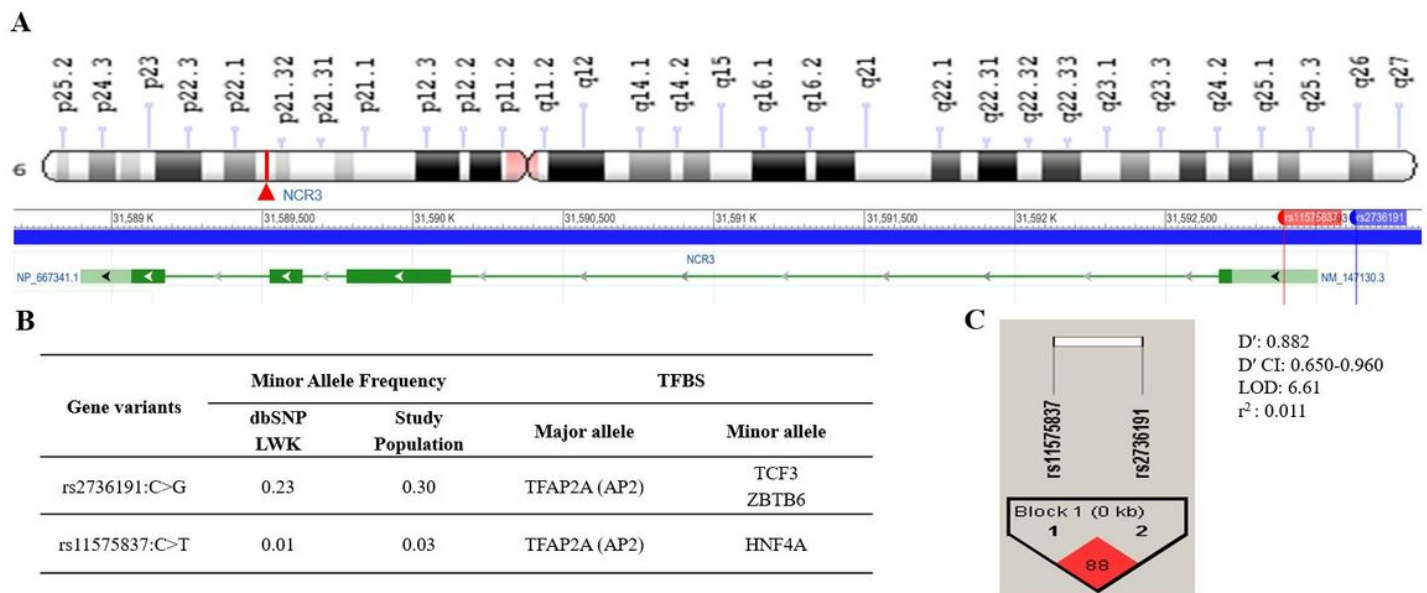 A
p25.2 p24.3 p23 p22.3 p22.1 p21.32 p21.31 p21.1 p12.3 p12.2 p11.2 q11.2 q12 q14.1 q14.2 q15 q16.1 q16.2 q21 q22.1 q22.31 q22.32 q22.33 q23.1 q23.3 q24.2 q25.1 q25.3 q26 q27
6
NCR3
31,589 K 31,589,500 31,590 K 31,590,500 31,591 K 31,591,500 31,592 K 31,592,500 rs11575837 rs2736191
NCR3
NP_667341.1 NM_147130.3
B
Gene variants Minor Allele Frequency TFBS
dbSNP LWK Study Population Major allele Minor allele
rs2736191:C>G 0.23 0.30 TFAP2A (AP2) TCF3 ZBTB6
rs11575837:C>T 0.01 0.03 TFAP2A (AP2) HNF4A
C
rs11575837 rs2736191
Block 1 (0 kb)
1 2
88
D': 0.882
D' CI: 0.650-0.960
LOD: 6.61
r² : 0.011